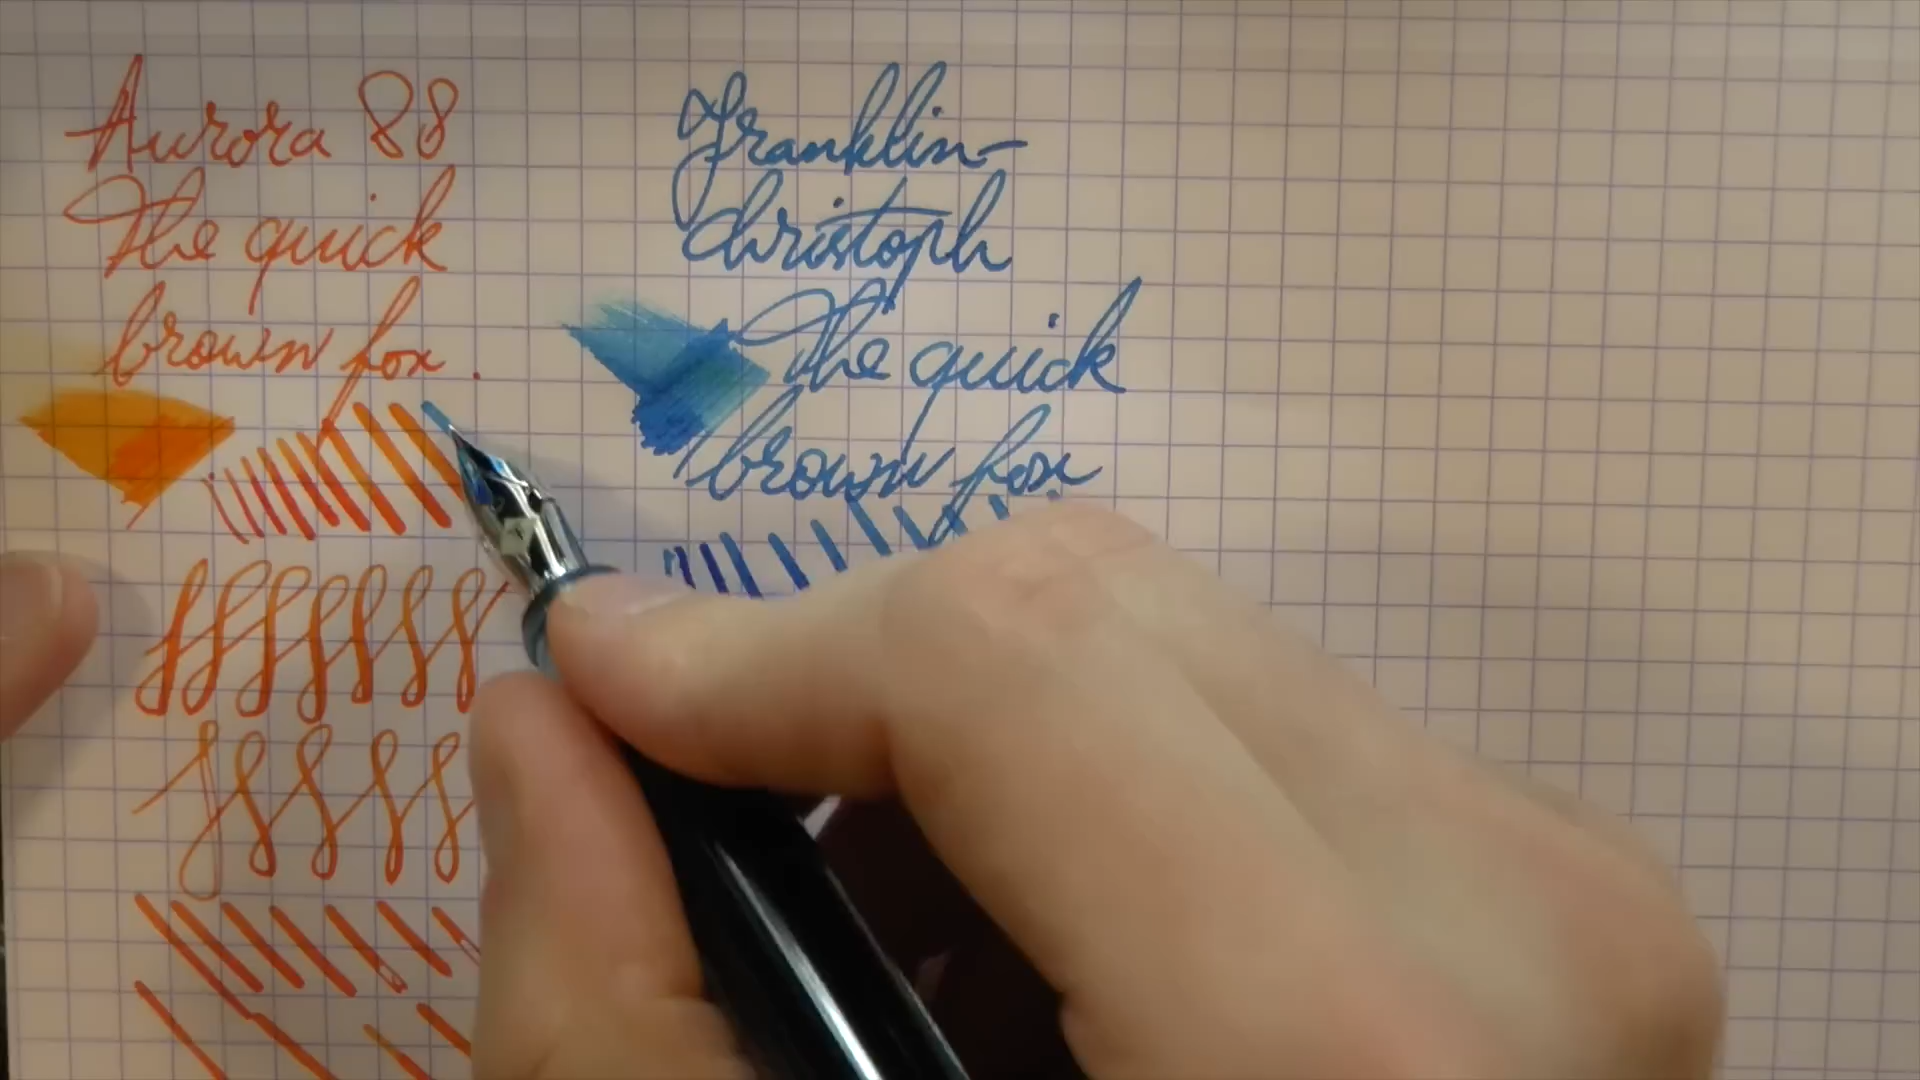 Aurora 88
The quick
brown fox.
Franklin-
Christoph
The quick
brown fox